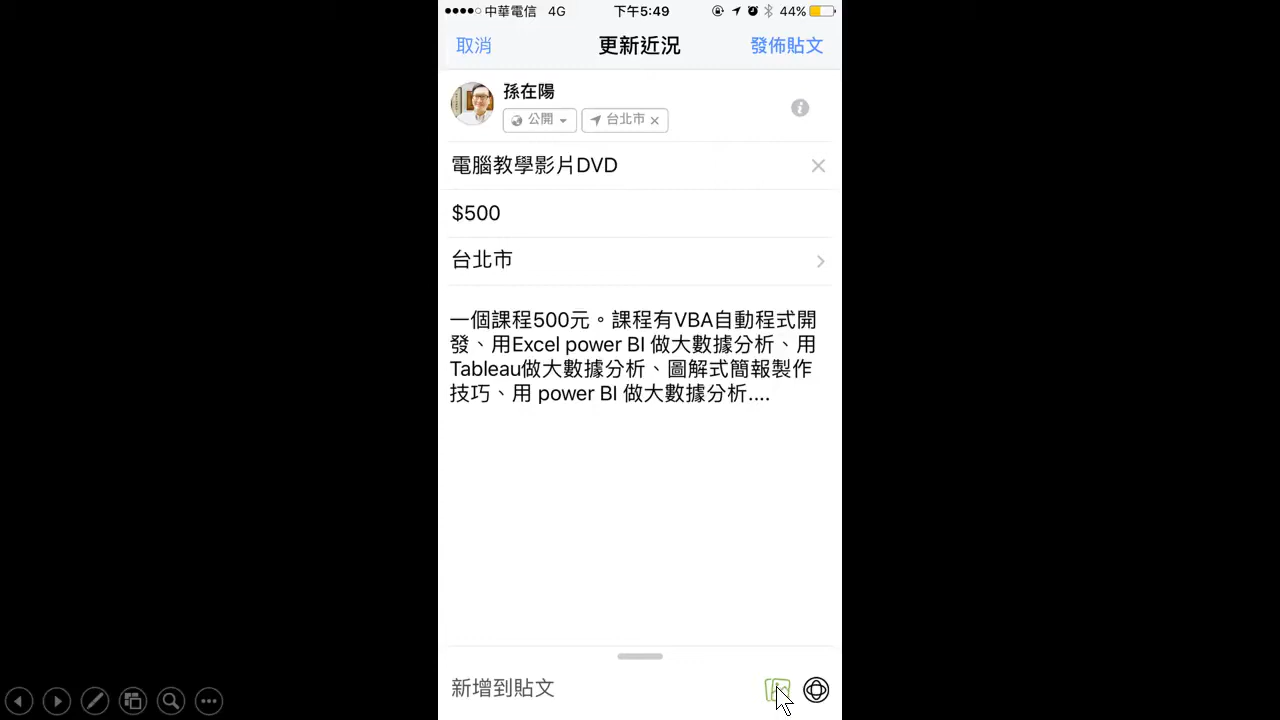 中華電信 4G 下午5:49 44%
取消 更新近況 發佈貼文
孫在陽
公開 台北市
電腦教學影片DVD
$500
台北市
一個課程500元。課程有VBA自動程式開
發、用Excel power BI 做大數據分析、用
Tableau做大數據分析、圖解式簡報製作
技巧、用 power BI 做大數據分析....
新增到貼文